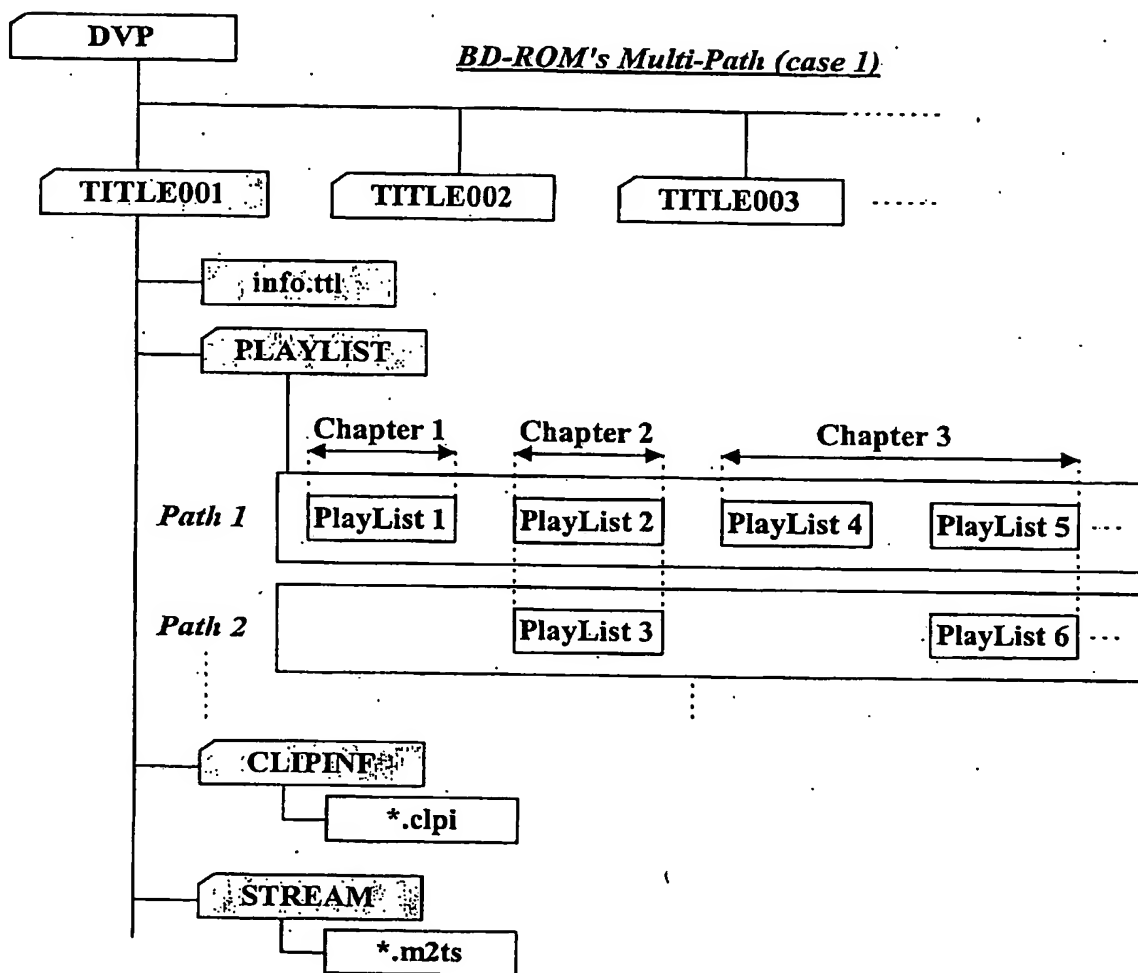 DVP
BD-ROM's Multi-Path (case 1)
TITLE001
TITLE002
TITLE003
info.ttl
PLAYLIST
Chapter 1
Chapter 2
Chapter 3
Path 1
PlayList 1
PlayList 2
PlayList 4
PlayList 5
Path 2
PlayList 3
PlayList 6
CLIPINF
*.clpi
STREAM
*.m2ts